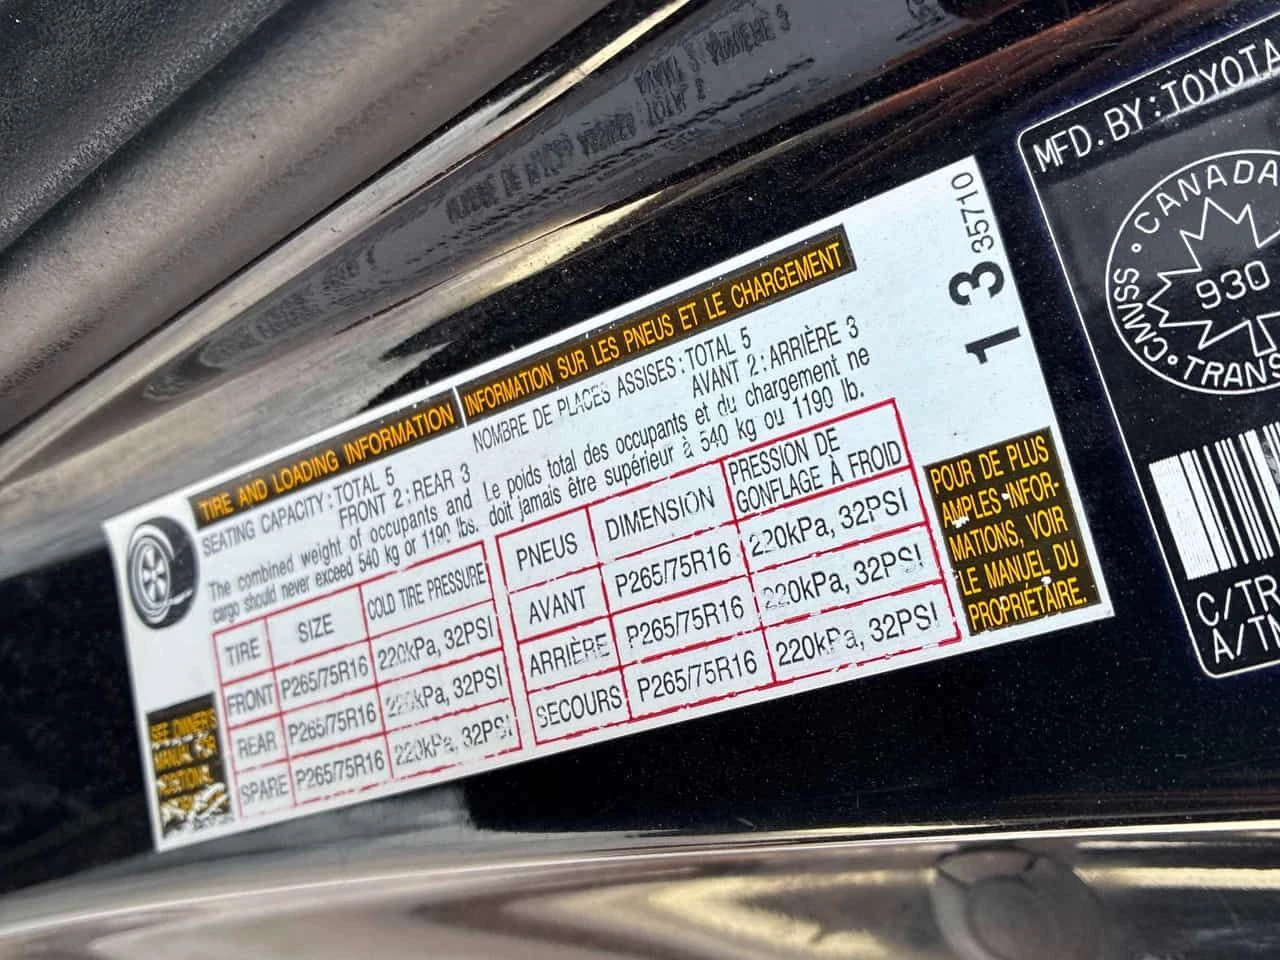 TIRE AND LOADING INFORMATION
SEATING CAPACITY: TOTAL 5
FRONT 2: REAR 3
The combined weight of occupants and
cargo should never exceed 540 kg or 1190 lbs.
TIRE SIZE COLD TIRE PRESSURE
FRONT P265/75R16 220kPa, 32PSI
REAR P265/75R16 220kPa, 32PSI
SPARE P265/75R16 220kPa, 32PSI
SEE OWNER'S
MANUAL FOR
INFORMATION SUR LES PNEUS ET LE CHARGEMENT
NOMBRE DE PLACES ASSISES: TOTAL 5
AVANT 2: ARRIÈRE 3
Le poids total des occupants et du chargement ne
doit jamais être supérieur à 540 kg ou 1190 lb.
PNEUS DIMENSION PRESSION DE
GONFLAGE À FROID
AVANT P265/75R16 220kPa, 32PSI
ARRIÈRE P265/75R16 220kPa, 32PSI
SECOURS P265/75R16 220kPa, 32PSI
POUR DE PLUS
AMPLES INFOR-
MATIONS, VOIR
LE MANUEL DU
PROPRIÉTAIRE.
13 35710
MFD. BY: TOYOTA
CANADA
CMVSS
930
TRANS
C/TR
A/TN